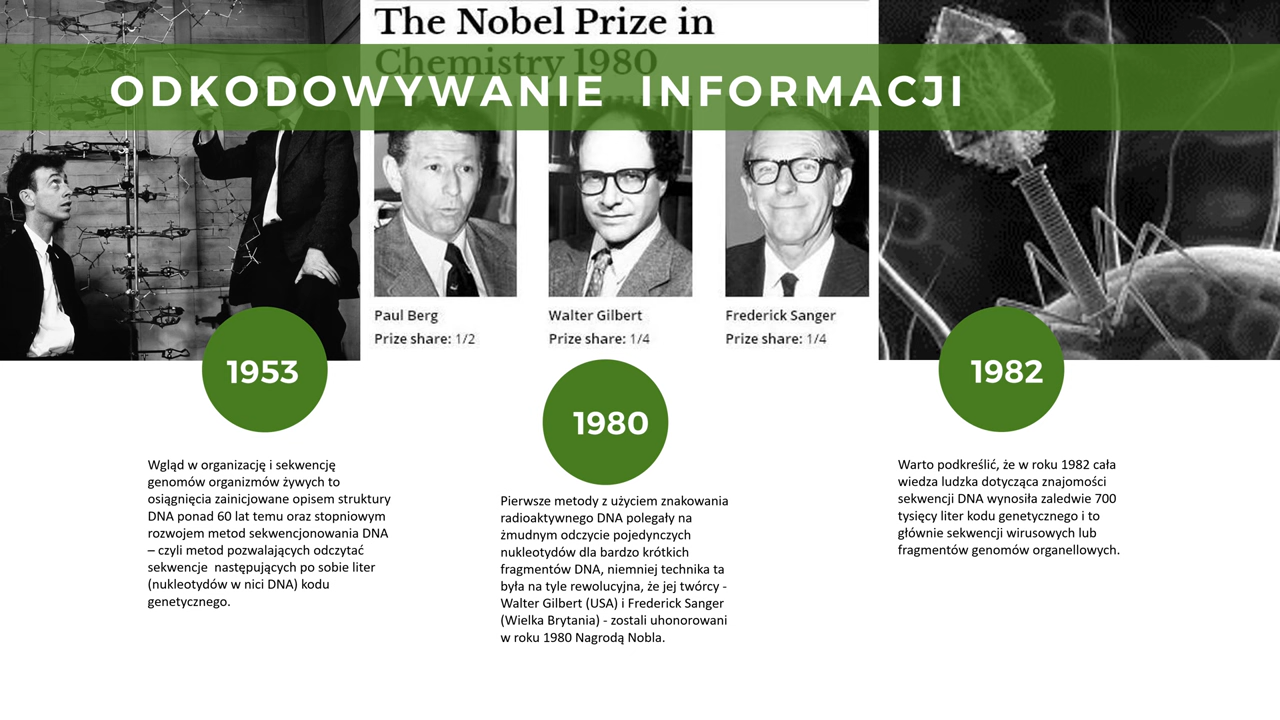 The Nobel Prize in
Chemistry 1980
ODKODOWYWANIE INFORMACJI
Paul Berg
Prize share: 1/2
Walter Gilbert
Prize share: 1/4
Frederick Sanger
Prize share: 1/4
1953
Wgląd w organizację i sekwencję
genomów organizmów żywych to
osiągnięcia zainicjowane opisem struktury
DNA ponad 60 lat temu oraz stopniowym
rozwojem metod sekwencjonowania DNA
– czyli metod pozwalających odczytać
sekwencje następujących po sobie liter
(nukleotydów w nici DNA) kodu
genetycznego.
1980
Pierwsze metody z użyciem znakowania
radioaktywnego DNA polegały na
żmudnym odczycie pojedynczych
nukleotydów dla bardzo krótkich
fragmentów DNA, niemniej technika ta
była na tyle rewolucyjna, że jej twórcy -
Walter Gilbert (USA) i Frederick Sanger
(Wielka Brytania) - zostali uhonorowani
w roku 1980 Nagrodą Nobla.
1982
Warto podkreślić, że w roku 1982 cała
wiedza ludzka dotycząca znajomości
sekwencji DNA wynosiła zaledwie 700
tysięcy liter kodu genetycznego i to
głównie sekwencji wirusowych lub
fragmentów genomów organellowych.